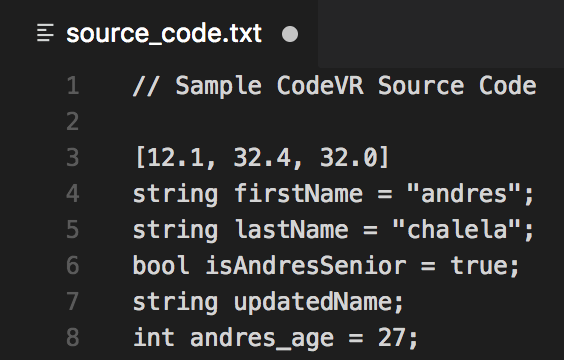 source_code.txt
1 // Sample CodeVR Source Code
2
3 [12.1, 32.4, 32.0]
4 string firstName = "andres";
5 string lastName = "chalela";
6 bool isAndresSenior = true;
7 string updatedName;
8 int andres_age = 27;